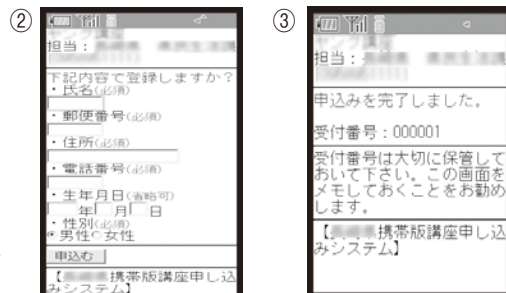 ②
ヤング講座
担当：
下記内容で登録しますか？
・氏名(必須)
・郵便番号(必須)
・住所(必須)
・電話番号(必須)
・生年月日(省略可)
年 月 日
・性別(必須)
男性 女性
申込む
【 携帯版講座申し込
みシステム】
③
担当：
申込みを完了しました。
受付番号：000001
受付番号は大切に保管して
おいて下さい。この画面を
メモしておくことをお勧め
します。
【 携帯版講座申し込
みシステム】